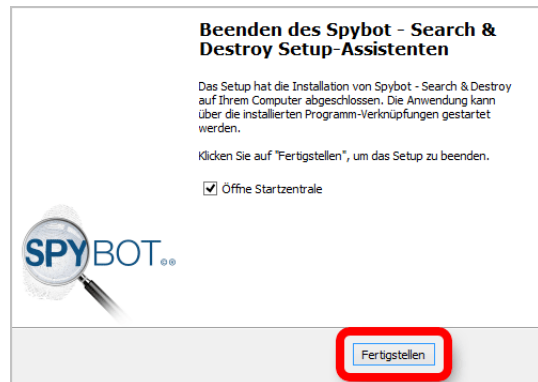 Beenden des Spybot - Search &
Destroy Setup-Assistenten
Das Setup hat die Installation von Spybot - Search & Destroy
auf Ihrem Computer abgeschlossen. Die Anwendung kann
über die installierten Programm-Verknüpfungen gestartet
werden.
Klicken Sie auf "Fertigstellen", um das Setup zu beenden.
Öffne Startzentrale
SPYBOT
Fertigstellen